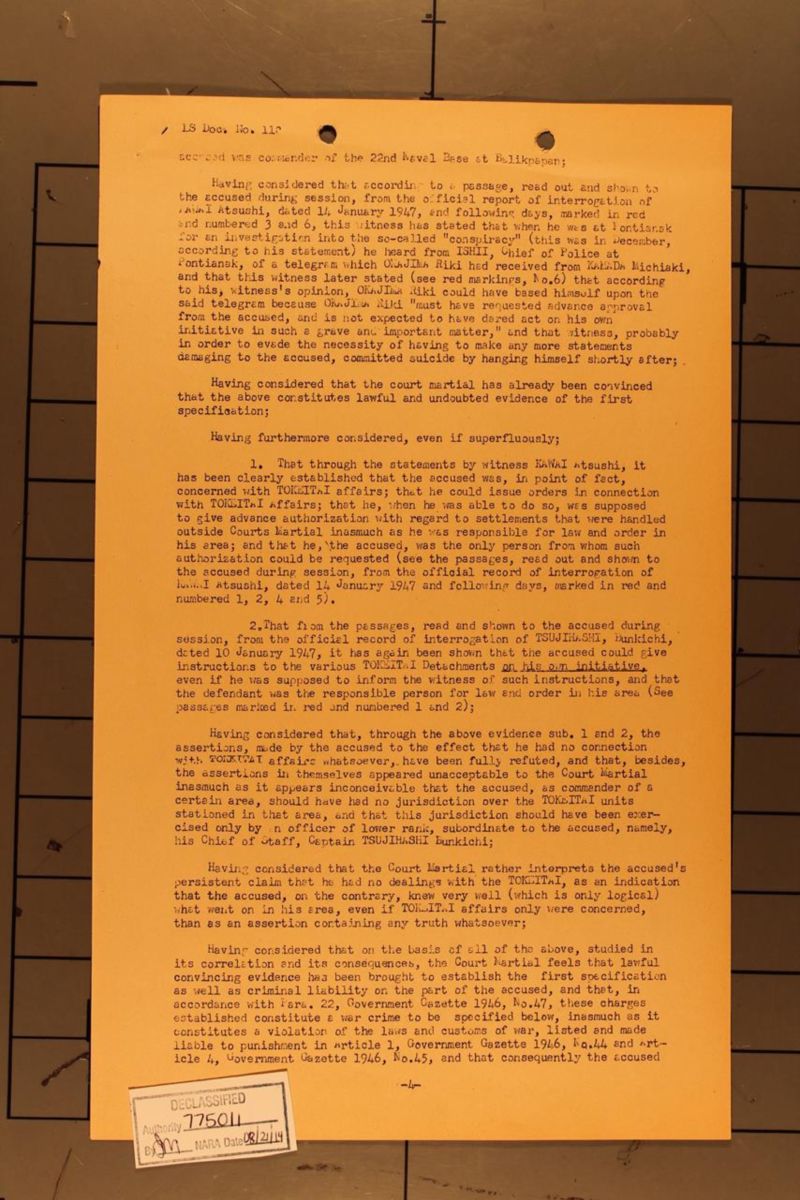 LS Doc. No. 11
accused was commander of the 22nd Naval Base at Balikpapan;
Having considered that according to a passage, read out and shown to
the accused during session, from the official report of interrogation of
KAWAI Atsushi, dated 14 January 1947, and following days, marked in red
and numbered 3 and 6, this witness has stated that when he was at Pontianak
for an investigation into the so-called "conspiracy" (this was in December,
according to his statement) he heard from ISHII, Chief of Police at
Pontianak, of a telegram which OKAJIMA Riki had received from Michiaki,
and that this witness later stated (see red markings, No.6) that according
to his, witness's opinion, OKAJIMA Riki could have based himself upon the
said telegram because OKAJIMA Riki "must have requested advance approval
from the accused, and is not expected to have dared act on his own
initiative in such a grave and important matter," and that witness, probably
in order to evade the necessity of having to make any more statements
damaging to the accused, committed suicide by hanging himself shortly after;
Having considered that the court martial has already been convinced
that the above constitutes lawful and undoubted evidence of the first
specification;
Having furthermore considered, even if superfluously;
1. That through the statements by witness KAWAI Atsushi, it
has been clearly established that the accused was, in point of fact,
concerned with TOKEITAI affairs; that he could issue orders in connection
with TOKEITAI Affairs; that he, when he was able to do so, was supposed
to give advance authorization with regard to settlements that were handled
outside Courts Martial inasmuch as he was responsible for law and order in
his area; and that he, the accused, was the only person from whom such
authorization could be requested (see the passages, read out and shown to
the accused during session, from the official record of interrogation of
KAWAI Atsushi, dated 14 January 1947 and following days, marked in red and
numbered 1, 2, 4 and 5).
2.That from the passages, read and shown to the accused during
session, from the official record of interrogation of TSUJIHASHI, Bunkichi,
dated 10 January 1947, it has again been shown that the accused could give
instructions to the various TOKEITAI Detachments on his own initiative,
even if he was supposed to inform the witness of such instructions, and that
the defendant was the responsible person for law and order in his area (See
passages marked in red and numbered 1 and 2);
Having considered that, through the above evidence sub. 1 and 2, the
assertions, made by the accused to the effect that he had no connection
with TOKEITAI affairs whatsoever, have been fully refuted, and that, besides,
the assertions in themselves appeared unacceptable to the Court Martial
inasmuch as it appears inconceivable that the accused, as commander of a
certain area, should have had no jurisdiction over the TOKEITAI units
stationed in that area, and that this jurisdiction should have been exer-
cised only by an officer of lower rank, subordinate to the accused, namely,
his Chief of Staff, Captain TSUJIHASHI Bunkichi;
Having considered that the Court Martial rather interprets the accused's
persistent claim that he had no dealings with the TOKEITAI, as an indication
that the accused, on the contrary, knew very well (which is only logical)
what went on in his area, even if TOKEITAI affairs only were concerned,
than as an assertion containing any truth whatsoever;
Having considered that on the basis of all of the above, studied in
its correlation and its consequences, the Court Martial feels that lawful
convincing evidence has been brought to establish the first specification
as well as criminal liability on the part of the accused, and that, in
accordance with Para. 22, Government Gazette 1946, No.47, these charges
established constitute a war crime to be specified below, inasmuch as it
constitutes a violation of the laws and customs of war, listed and made
liable to punishment in Article 1, Government Gazette 1946, No.44 and Art-
icle 4, Government Gazette 1946, No.45, and that consequently the accused
-4-
DECLASSIFIED
Authority 775011
By NARA Date 08/21/14